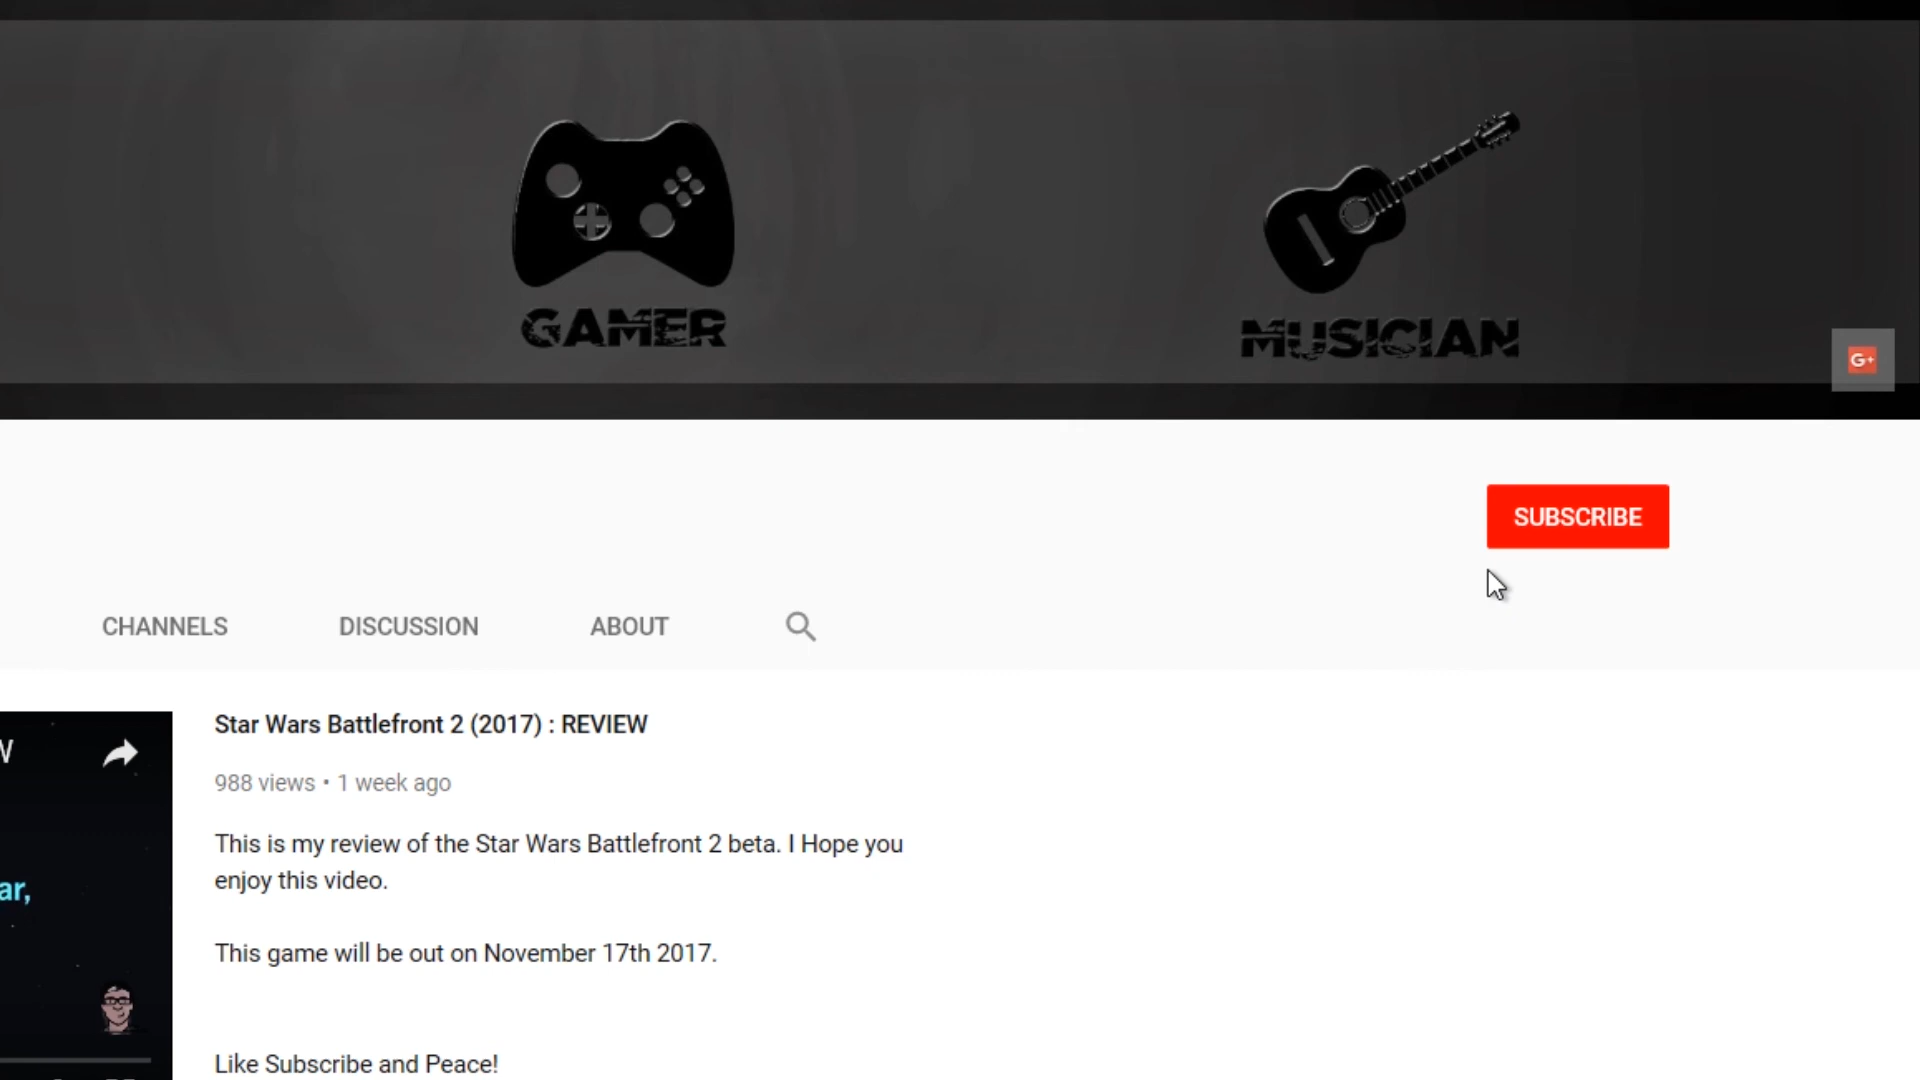 GAMER
MUSICIAN
G+
SUBSCRIBE
CHANNELS
DISCUSSION
ABOUT
Star Wars Battlefront 2 (2017) : REVIEW
988 views • 1 week ago
This is my review of the Star Wars Battlefront 2 beta. I Hope you
enjoy this video.
ar,
This game will be out on November 17th 2017.
Like Subscribe and Peace!